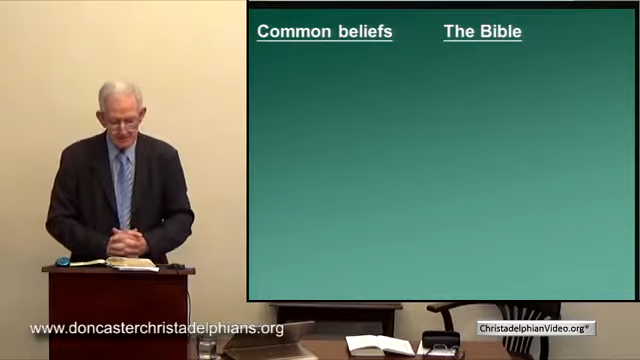 Common beliefs
The Bible
www.doncasterchristadelphians.org
ChristadelphianVideo.org®